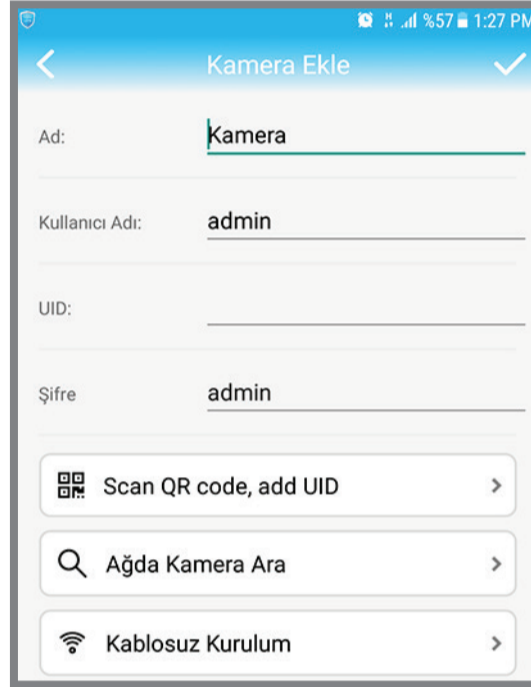 %57 1:27 PM
Kamera Ekle
Ad: Kamera
Kullanıcı Adı: admin
UID:
Şifre admin
Scan QR code, add UID
Ağda Kamera Ara
Kablosuz Kurulum